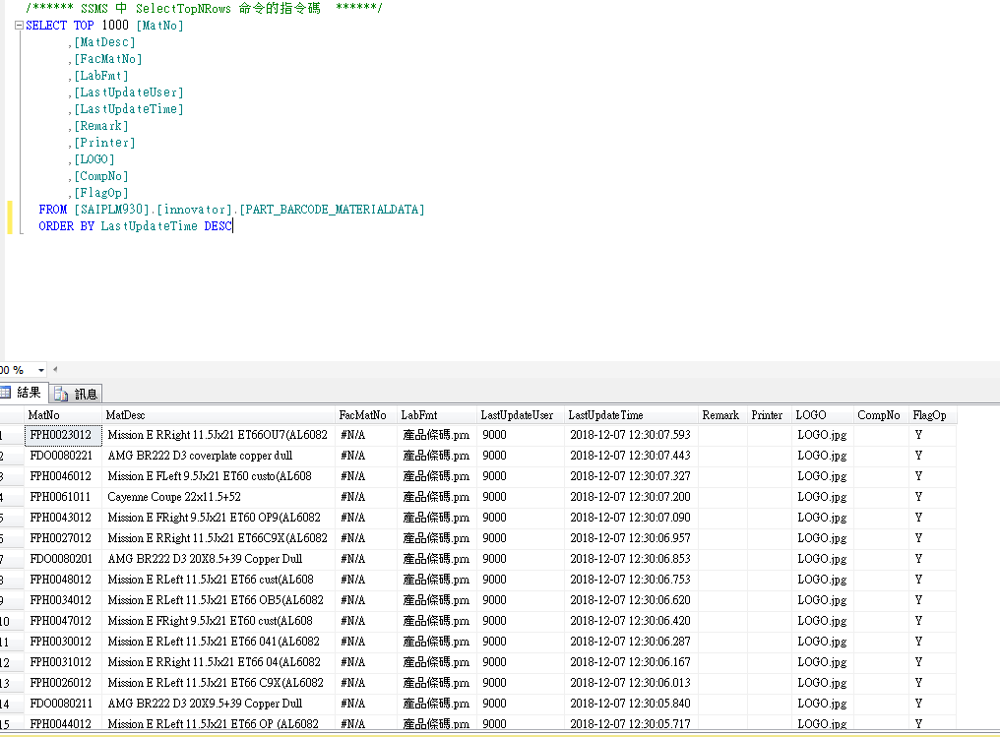 /****** SSMS 中 SelectTopNRows 命令的指令碼  ******/
SELECT TOP 1000 [MatNo]
,[MatDesc]
,[FacMatNo]
,[LabFmt]
,[LastUpdateUser]
,[LastUpdateTime]
,[Remark]
,[Printer]
,[LOGO]
,[CompNo]
,[FlagOp]
FROM [SAIPLM930].[innovator].[PART_BARCODE_MATERIALDATA]
ORDER BY LastUpdateTime DESC
00 %
結果 訊息
MatNo MatDesc FacMatNo LabFmt LastUpdateUser LastUpdateTime Remark Printer LOGO CompNo FlagOp
1 FPH0023012 Mission E RRight 11.5Jx21 ET66OU7(AL6082 #N/A 產品條碼.pm 9000 2018-12-07 12:30:07.593 LOGO.jpg Y
2 FDO0080221 AMG BR222 D3 coverplate copper dull #N/A 產品條碼.pm 9000 2018-12-07 12:30:07.443 LOGO.jpg Y
3 FPH0046012 Mission E FLeft 9.5Jx21 ET60 custo(AL608 #N/A 產品條碼.pm 9000 2018-12-07 12:30:07.327 LOGO.jpg Y
4 FPH0061011 Cayenne Coupe 22x11.5+52 #N/A 產品條碼.pm 9000 2018-12-07 12:30:07.200 LOGO.jpg Y
5 FPH0043012 Mission E FRight 9.5Jx21 ET60 OP9(AL6082 #N/A 產品條碼.pm 9000 2018-12-07 12:30:07.090 LOGO.jpg Y
6 FPH0027012 Mission E RRight 11.5Jx21 ET66C9X(AL6082 #N/A 產品條碼.pm 9000 2018-12-07 12:30:06.957 LOGO.jpg Y
7 FDO0080201 AMG BR222 D3 20X8.5+39 Copper Dull #N/A 產品條碼.pm 9000 2018-12-07 12:30:06.853 LOGO.jpg Y
8 FPH0048012 Mission E RLeft 11.5Jx21 ET66 cust(AL608 #N/A 產品條碼.pm 9000 2018-12-07 12:30:06.753 LOGO.jpg Y
9 FPH0034012 Mission E RLeft 11.5Jx21 ET66 OB5(AL6082 #N/A 產品條碼.pm 9000 2018-12-07 12:30:06.620 LOGO.jpg Y
10 FPH0047012 Mission E FRight 9.5Jx21 ET60 cust(AL608 #N/A 產品條碼.pm 9000 2018-12-07 12:30:06.420 LOGO.jpg Y
11 FPH0030012 Mission E RLeft 11.5Jx21 ET66 041(AL6082 #N/A 產品條碼.pm 9000 2018-12-07 12:30:06.287 LOGO.jpg Y
12 FPH0031012 Mission E RRight 11.5Jx21 ET66 04(AL6082 #N/A 產品條碼.pm 9000 2018-12-07 12:30:06.167 LOGO.jpg Y
13 FPH0026012 Mission E RLeft 11.5Jx21 ET66 C9X(AL6082 #N/A 產品條碼.pm 9000 2018-12-07 12:30:06.013 LOGO.jpg Y
14 FDO0080211 AMG BR222 D3 20X9.5+39 Copper Dull #N/A 產品條碼.pm 9000 2018-12-07 12:30:05.840 LOGO.jpg Y
15 FPH0044012 Mission E RLeft 11.5Jx21 ET66 OP (AL6082 #N/A 產品條碼.pm 9000 2018-12-07 12:30:05.717 LOGO.jpg Y